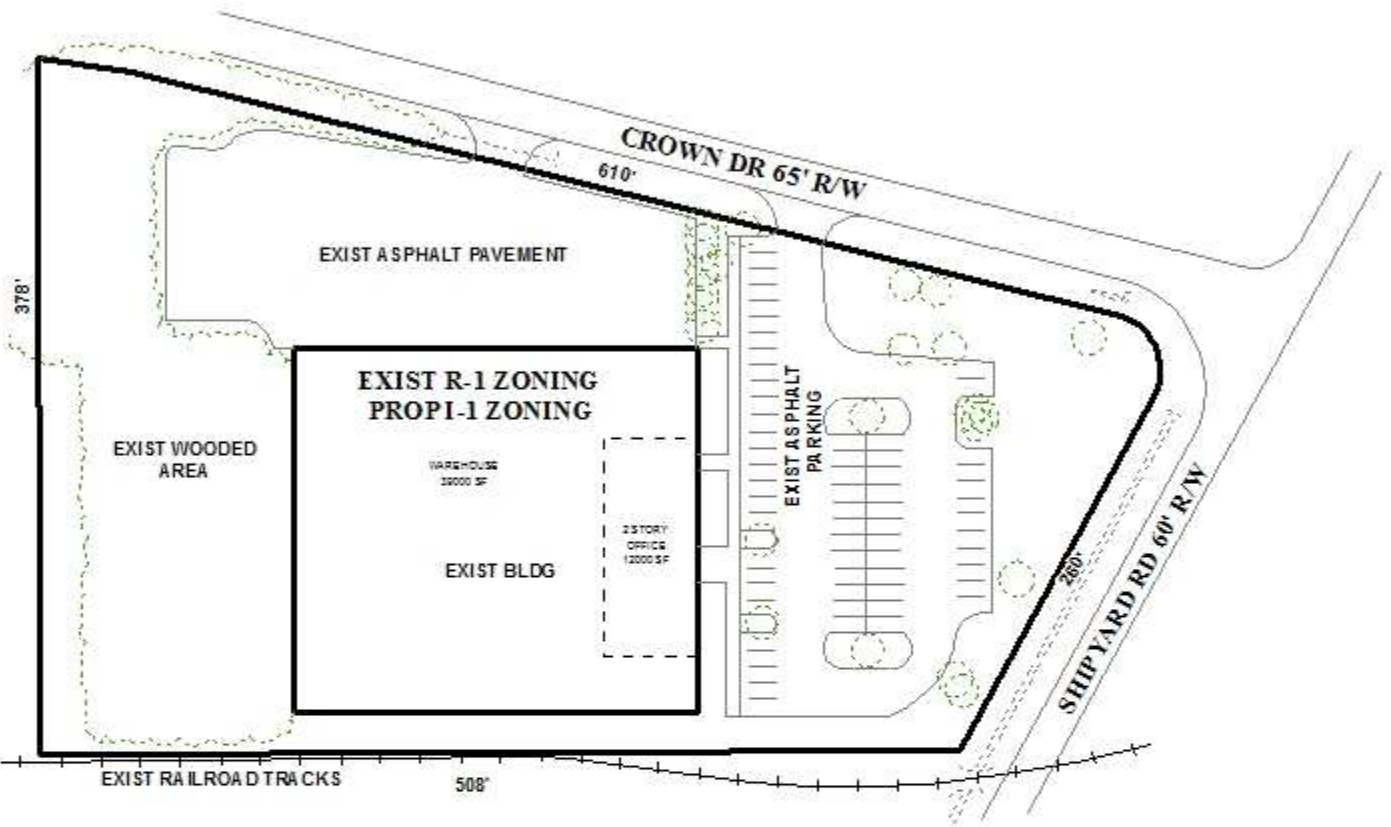 CROWN DR 65' R/W
610'
EXIST ASPHALT PAVEMENT
378'
EXIST R-1 ZONING
PROP I-1 ZONING
EXIST ASPHALT
PARKING
EXIST WOODED
AREA
WAREHOUSE
39000 SF
2 STORY
OFFICE
12000 SF
EXIST BLDG
260'
SHIPYARD RD 60' R/W
EXIST RAILROAD TRACKS
508'